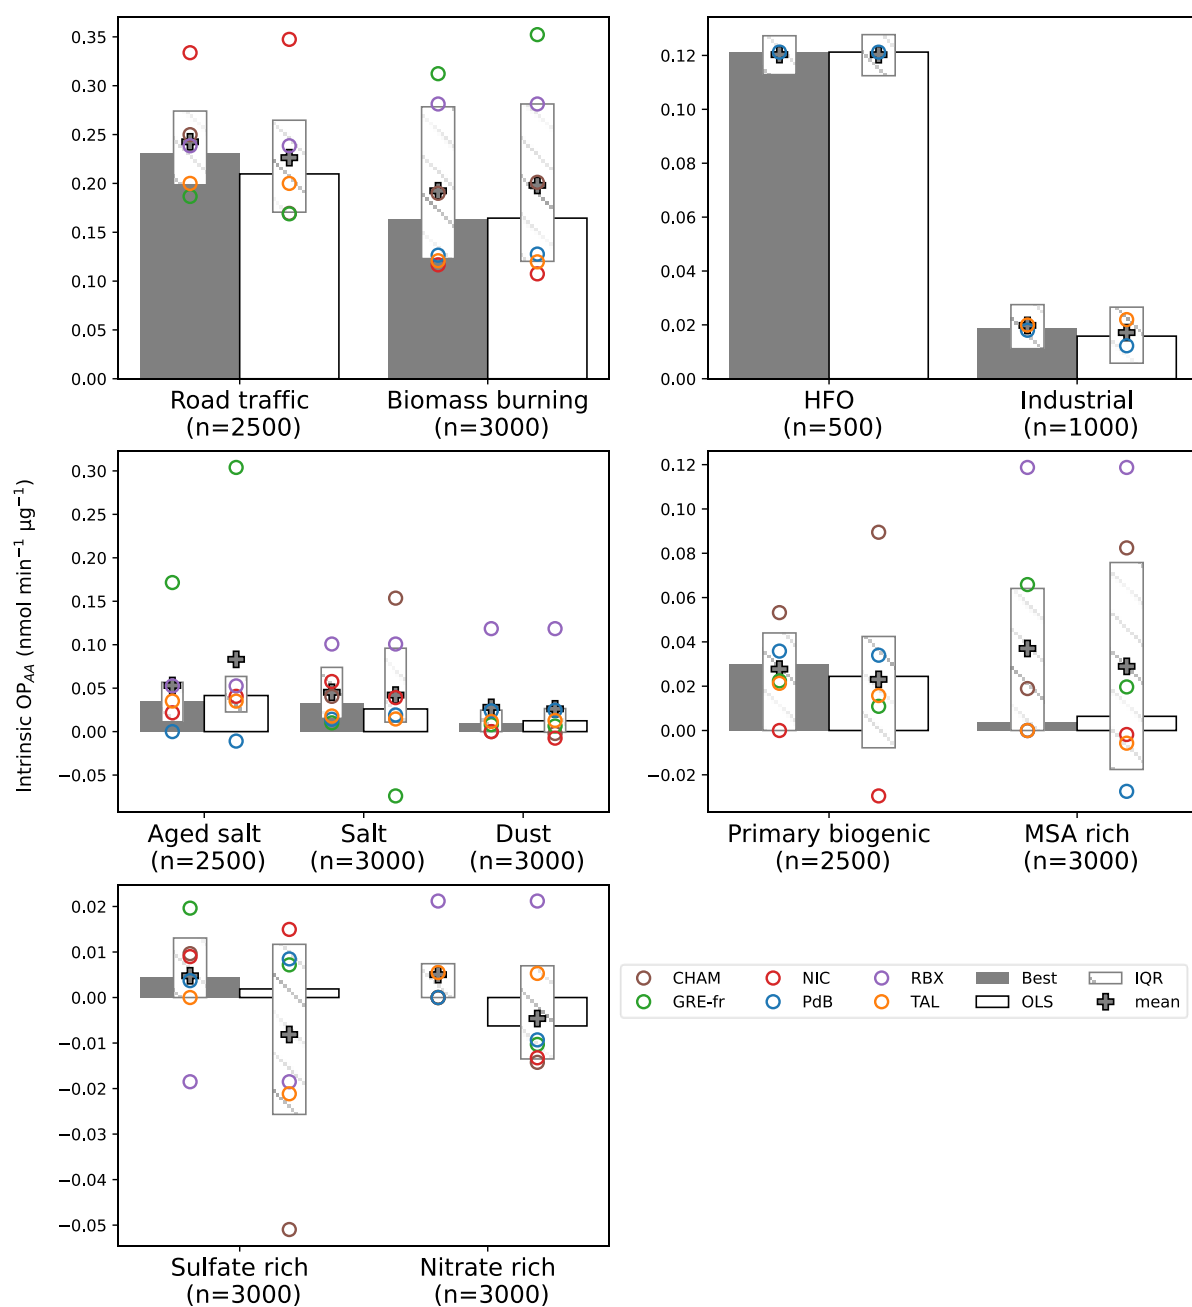 Intrinsic OP_AA (nmol min⁻¹ µg⁻¹)
0.35
0.30
0.25
0.20
0.15
0.10
0.05
0.00
Road traffic
(n=2500)
Biomass burning
(n=3000)
0.12
0.10
0.08
0.06
0.04
0.02
0.00
HFO
(n=500)
Industrial
(n=1000)
0.30
0.25
0.20
0.15
0.10
0.05
0.00
−0.05
Aged salt
(n=2500)
Salt
(n=3000)
Dust
(n=3000)
0.12
0.10
0.08
0.06
0.04
0.02
0.00
−0.02
Primary biogenic
(n=2500)
MSA rich
(n=3000)
0.02
0.01
0.00
−0.01
−0.02
−0.03
−0.04
−0.05
Sulfate rich
(n=3000)
Nitrate rich
(n=3000)
CHAM NIC RBX Best IQR
GRE-fr PdB TAL OLS mean